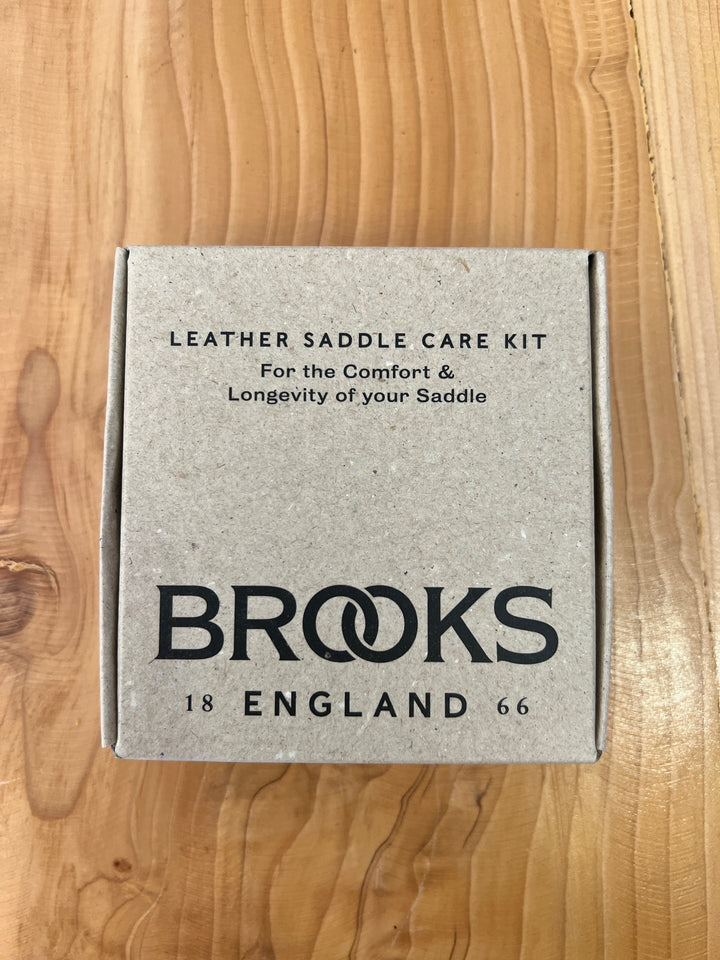 LEATHER SADDLE CARE KIT
For the Comfort &
Longevity of your Saddle
BROOKS
18 ENGLAND 66